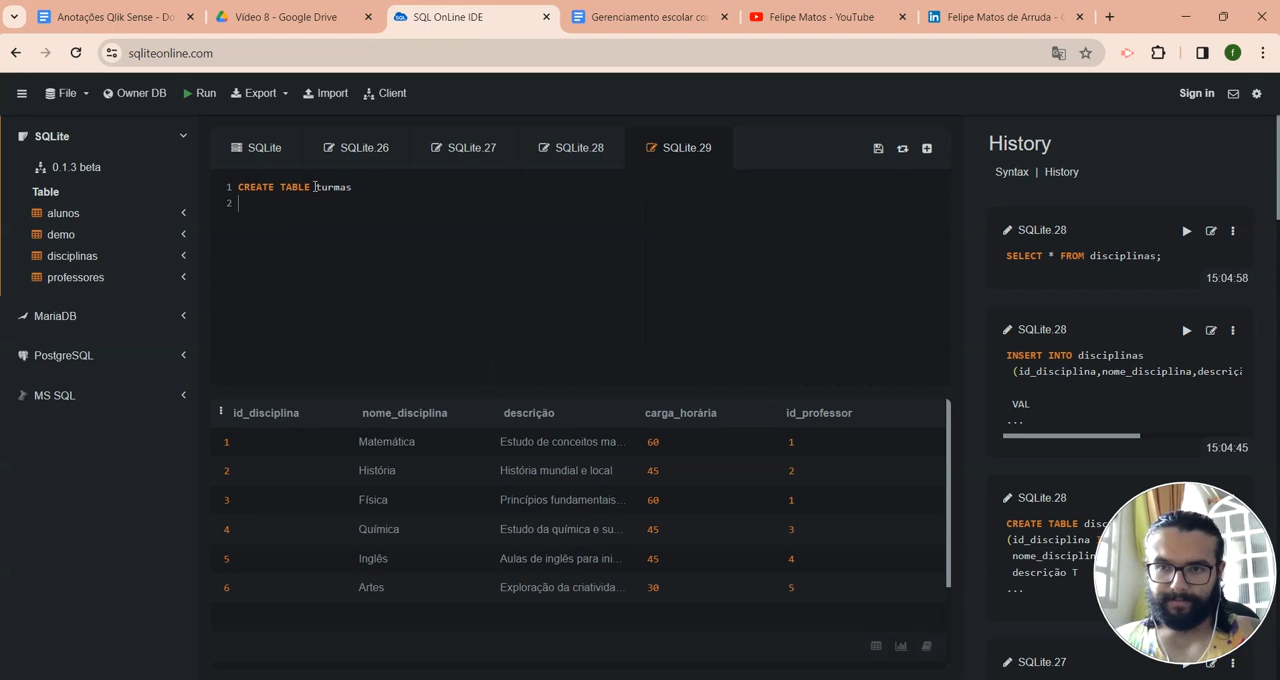 Anotações Qlik Sense - Do
Vídeo 8 - Google Drive
SQL OnLine IDE
Gerenciamento escolar co
Felipe Matos - YouTube
Felipe Matos de Arruda - 
sqliteonline.com
f
File
Owner DB
Run
Export
Import
Client
Sign in
SQLite
0.1.3 beta
Table
alunos
demo
disciplinas
professores
MariaDB
PostgreSQL
MS SQL
SQLite
SQLite.26
SQLite.27
SQLite.28
SQLite.29
1 CREATE TABLE turmas
2
id_disciplina nome_disciplina descrição carga_horária id_professor
1 Matemática Estudo de conceitos ma... 60 1
2 História História mundial e local 45 2
3 Física Princípios fundamentais... 60 1
4 Química Estudo da química e su... 45 3
5 Inglês Aulas de inglês para ini... 45 4
6 Artes Exploração da criativida... 30 5
History
Syntax | History
SQLite.28
SELECT * FROM disciplinas;
15:04:58
SQLite.28
INSERT INTO disciplinas
(id_disciplina,nome_disciplina,descriçã
VAL
...
15:04:45
SQLite.28
CREATE TABLE disc
(id_disciplina
nome_disciplin
descrição T
...
SQLite.27